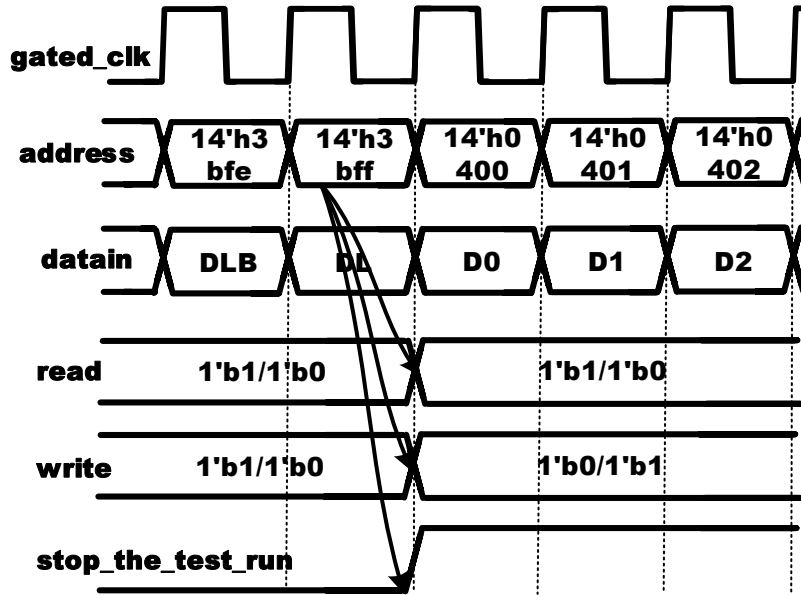 gated_clk
address
14'h3
bfe
14'h3
bff
14'h0
400
14'h0
401
14'h0
402
datain
DLB
DL
D0
D1
D2
read
1'b1/1'b0
1'b1/1'b0
write
1'b1/1'b0
1'b0/1'b1
stop_the_test_run